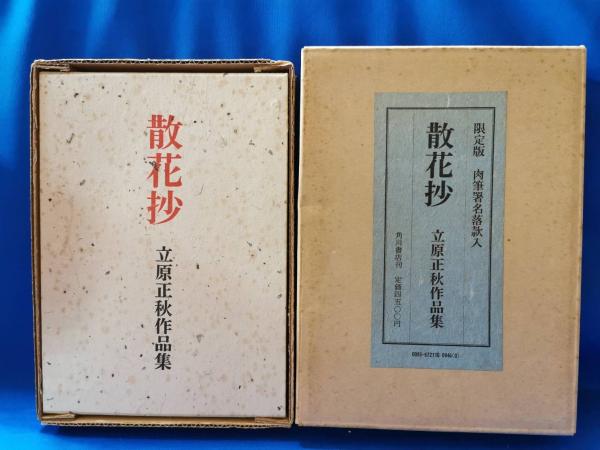 散花抄
立原正秋作品集
限定版 肉筆署名落款入
散花抄
立原正秋作品集
角川書店刊 定価四五〇〇円